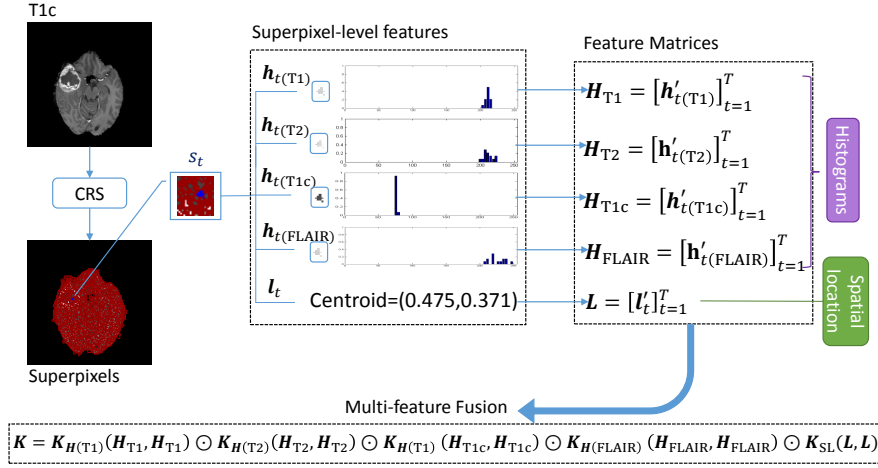 T1c
CRS
Superpixels
s_t
Superpixel-level features
h_t(T1)
h_t(T2)
h_t(T1c)
h_t(FLAIR)
l_t
Centroid=(0.475,0.371)
Feature Matrices
H_T1 = [h′_t(T1)]_{t=1}^T
H_T2 = [h′_t(T2)]_{t=1}^T
H_T1c = [h′_t(T1c)]_{t=1}^T
H_FLAIR = [h′_t(FLAIR)]_{t=1}^T
L = [l′_t]_{t=1}^T
Histograms
Spatial
location
Multi-feature Fusion
K = K_H(T1)(H_T1, H_T1) ⊙ K_H(T2)(H_T2, H_T2) ⊙ K_H(T1) (H_T1c, H_T1c) ⊙ K_H(FLAIR) (H_FLAIR, H_FLAIR) ⊙ K_SL(L, L)